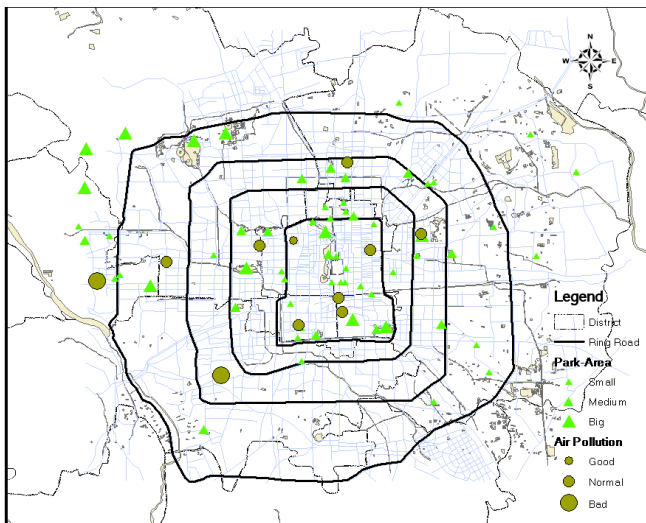 N
W E
S
Legend
District
Ring Road
Park-Area
Small
Medium
Big
Air Pollution
Good
Normal
Bad